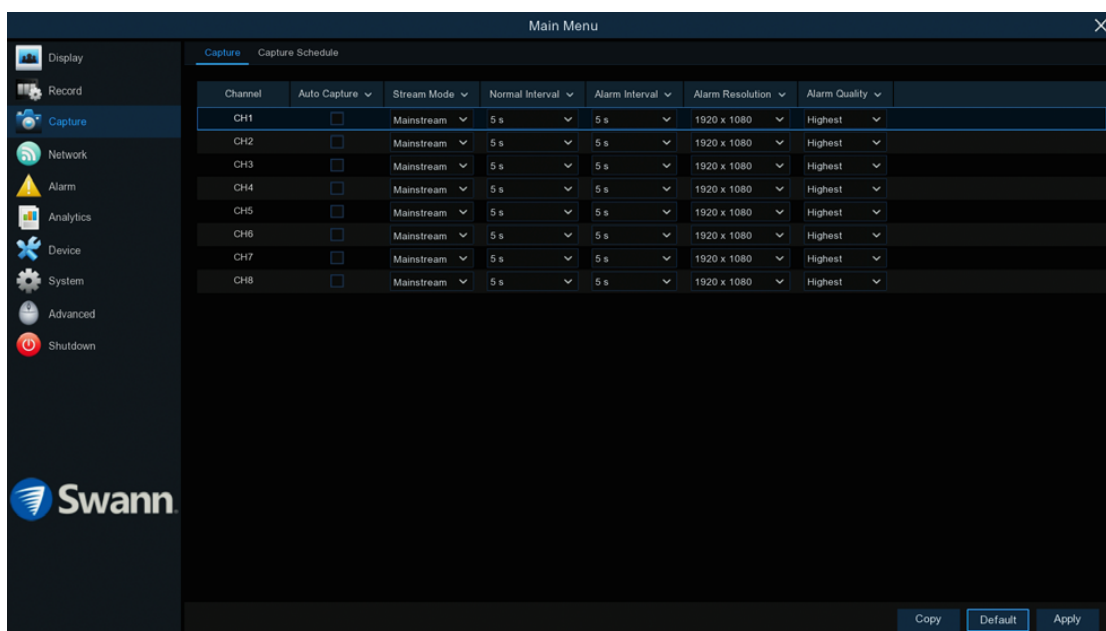 Main Menu
Display
Record
Capture
Network
Alarm
Analytics
Device
System
Advanced
Shutdown
Swann
Capture Capture Schedule
Channel Auto Capture Stream Mode Normal Interval Alarm Interval Alarm Resolution Alarm Quality
CH1 Mainstream 5 s 5 s 1920 x 1080 Highest
CH2 Mainstream 5 s 5 s 1920 x 1080 Highest
CH3 Mainstream 5 s 5 s 1920 x 1080 Highest
CH4 Mainstream 5 s 5 s 1920 x 1080 Highest
CH5 Mainstream 5 s 5 s 1920 x 1080 Highest
CH6 Mainstream 5 s 5 s 1920 x 1080 Highest
CH7 Mainstream 5 s 5 s 1920 x 1080 Highest
CH8 Mainstream 5 s 5 s 1920 x 1080 Highest
Copy Default Apply